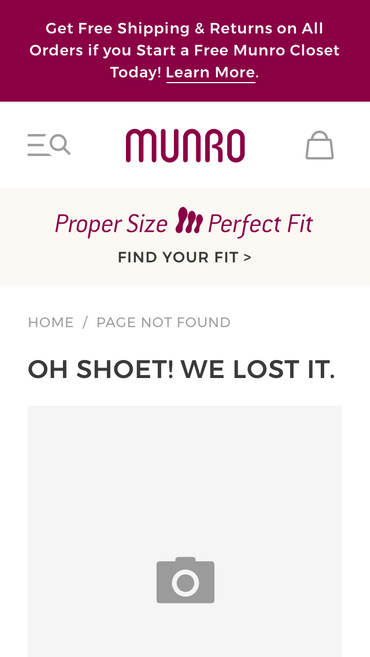 Get Free Shipping & Returns on All
Orders if you Start a Free Munro Closet
Today! Learn More.
MUNRO
Proper Size Perfect Fit
FIND YOUR FIT >
HOME / PAGE NOT FOUND
OH SHOET! WE LOST IT.